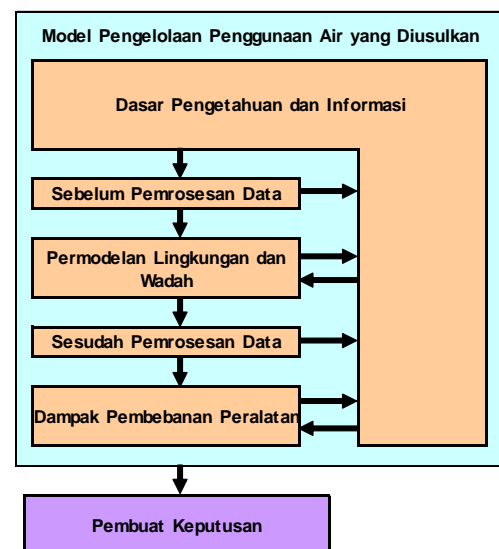 Model Pengelolaan Penggunaan Air yang Diusulkan
Dasar Pengetahuan dan Informasi
Sebelum Pemrosesan Data
Permodelan Lingkungan dan
Wadah
Sesudah Pemrosesan Data
Dampak Pembebanan Peralatan
Pembuat Keputusan